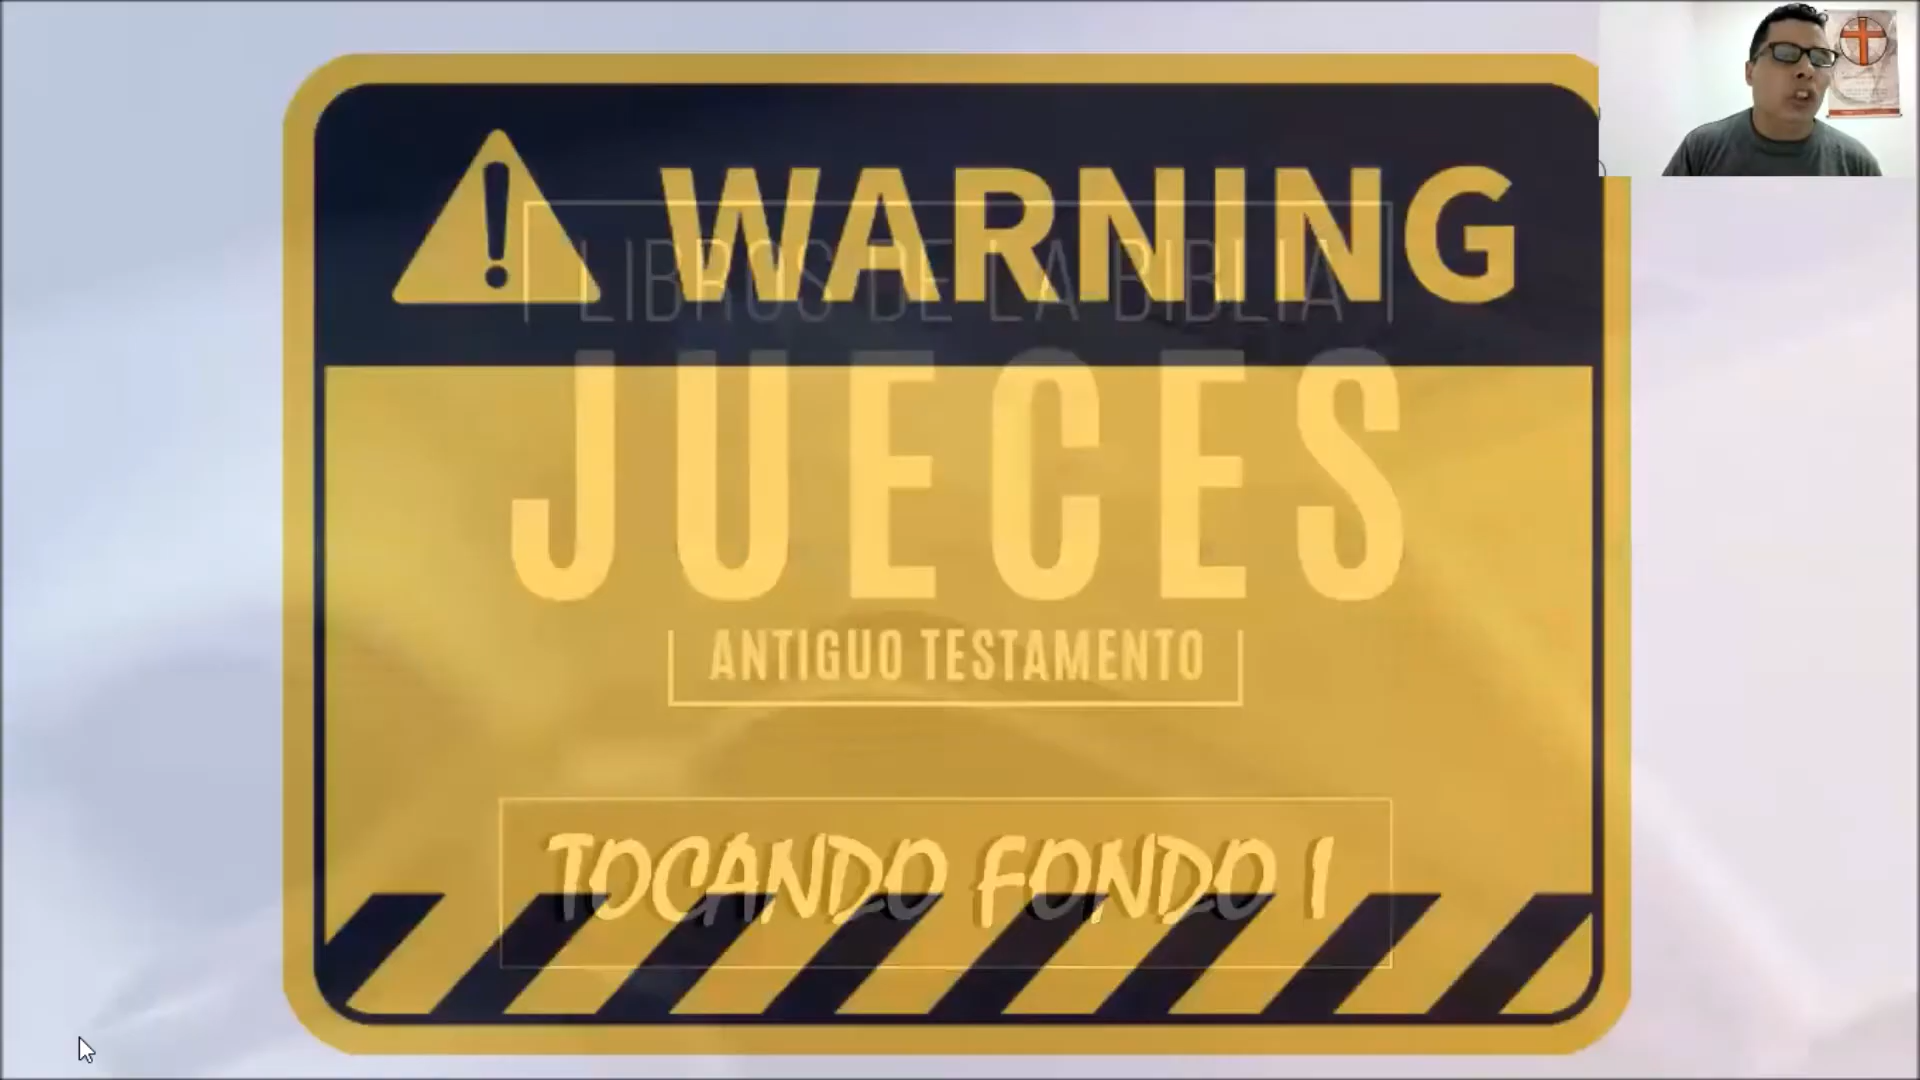 WARNING
LIBROS DE LA BIBLIA
JUECES
ANTIGUO TESTAMENTO
TOCANDO FONDO I